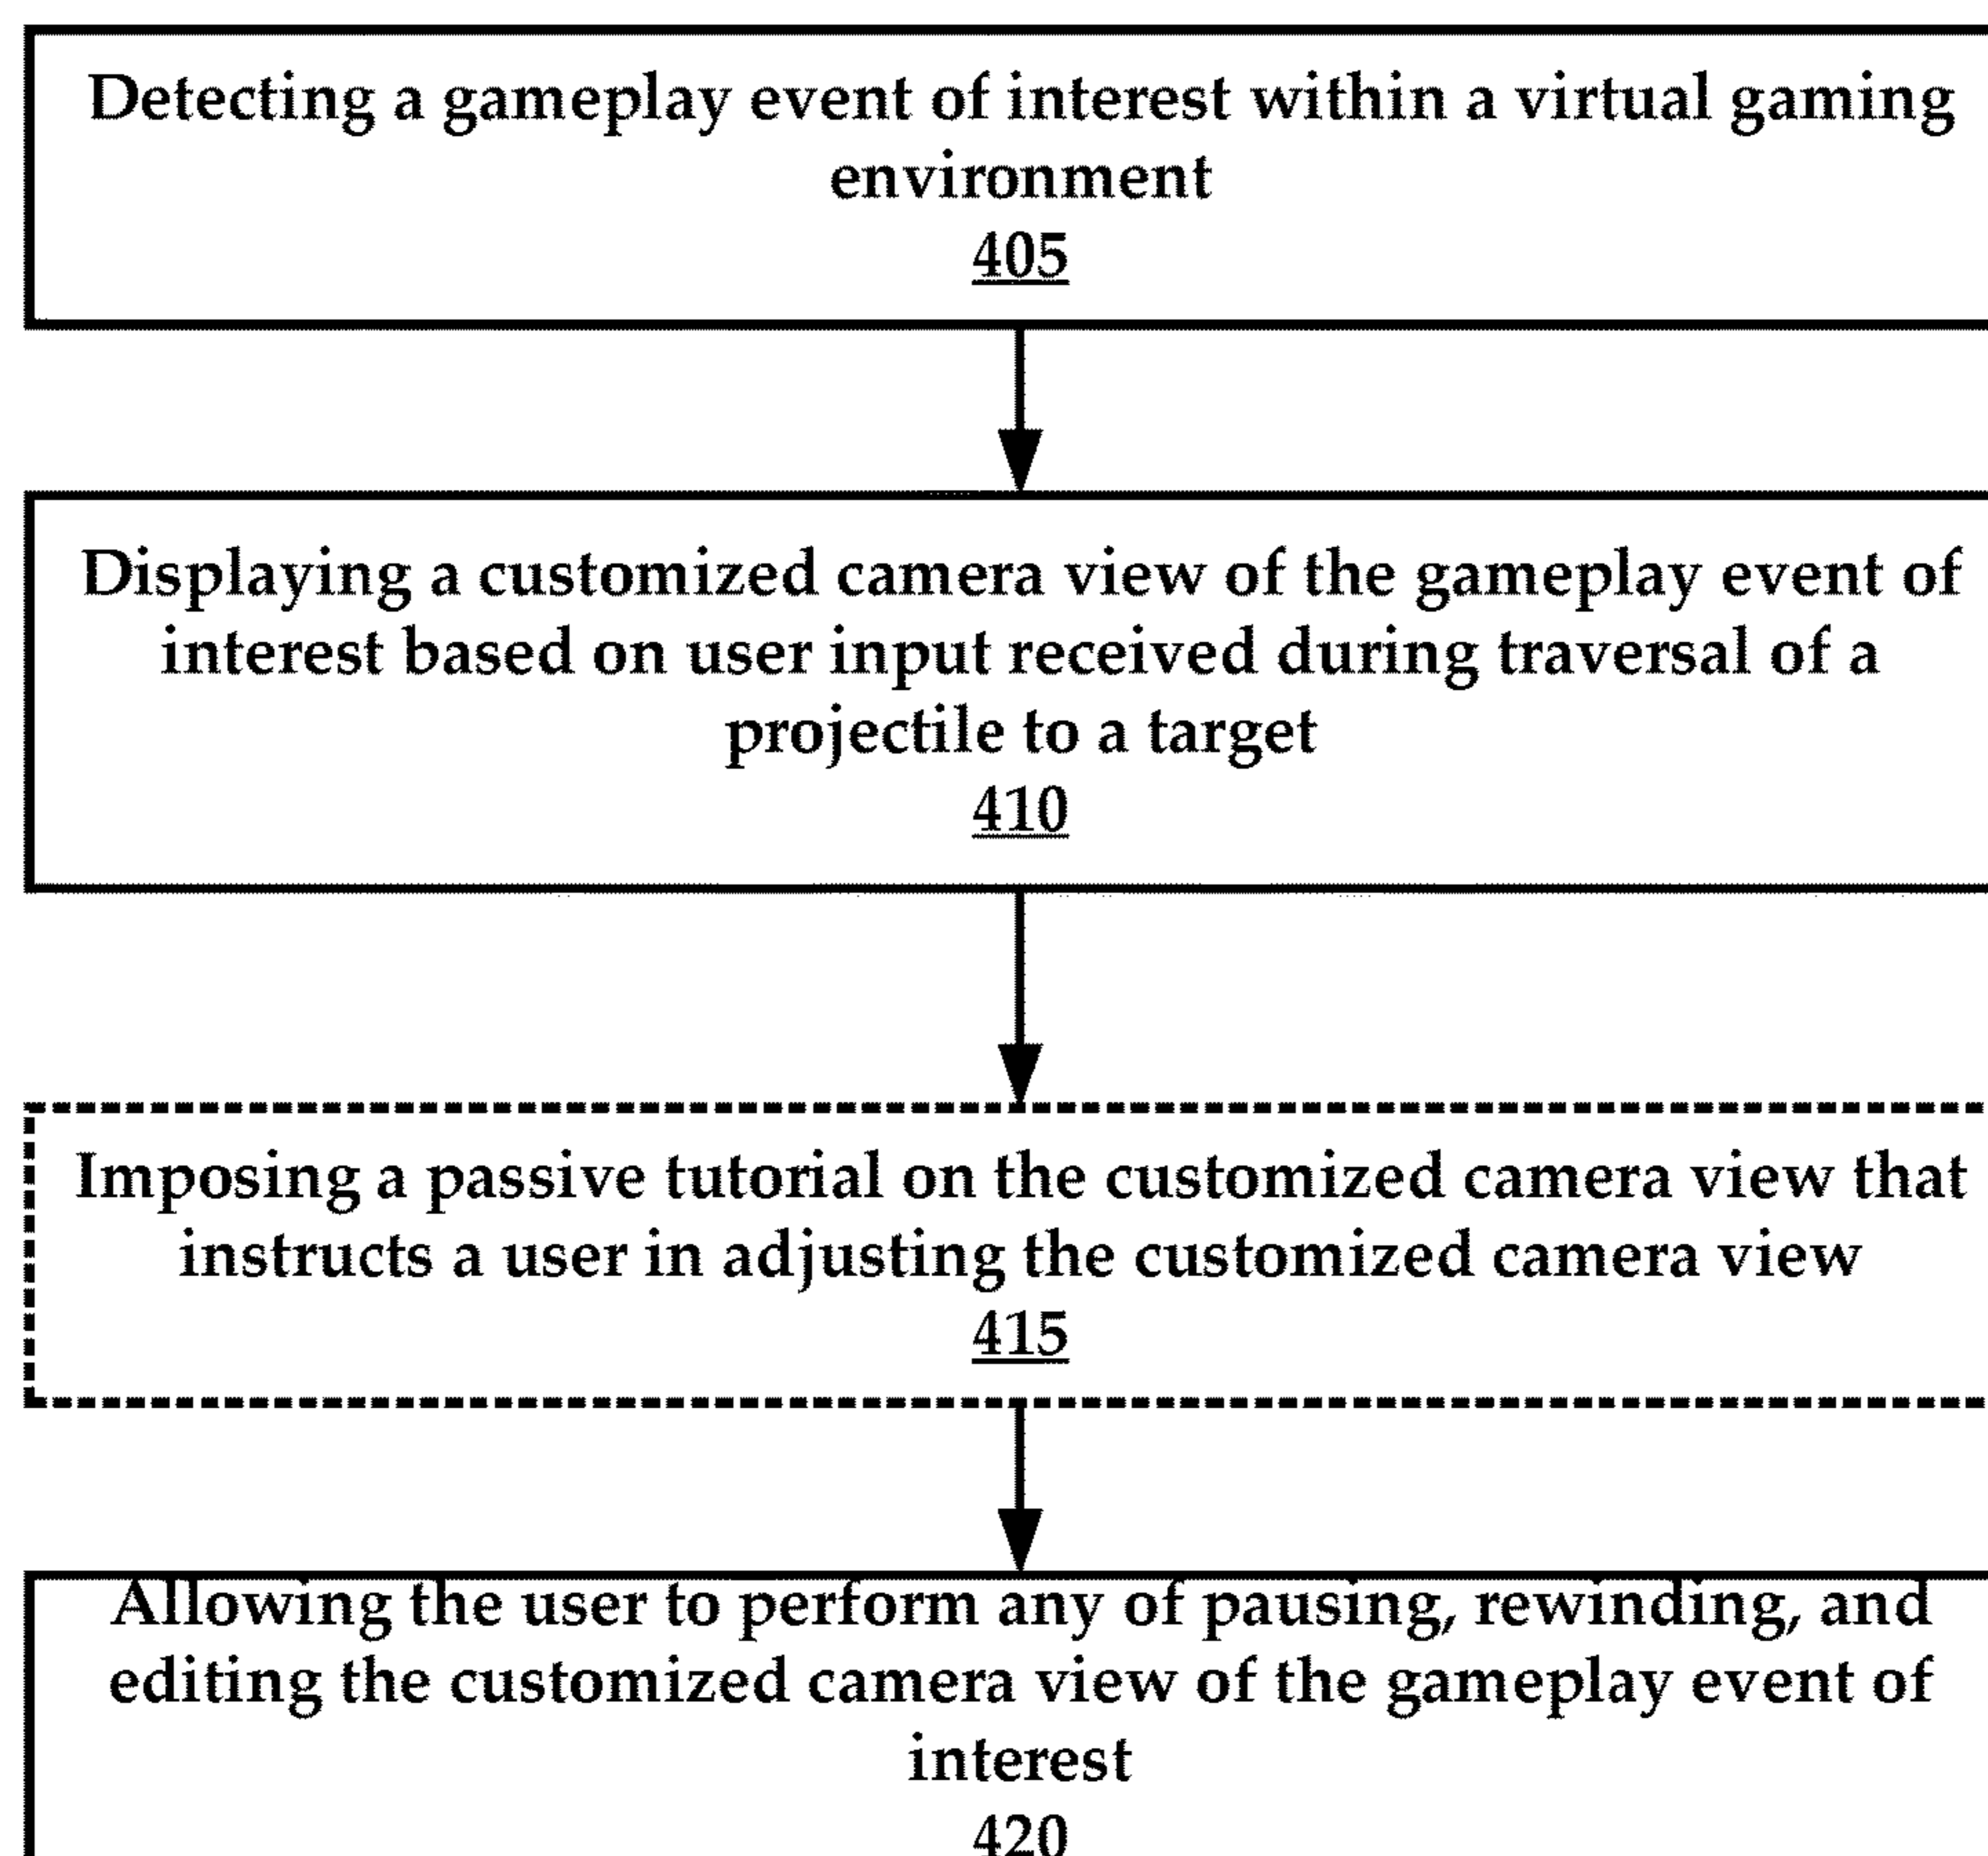 Detecting a gameplay event of interest within a virtual gaming
environment
405
Displaying a customized camera view of the gameplay event of
interest based on user input received during traversal of a
projectile to a target
410
Imposing a passive tutorial on the customized camera view that
instructs a user in adjusting the customized camera view
415
Allowing the user to perform any of pausing, rewinding, and
editing the customized camera view of the gameplay event of
interest
420